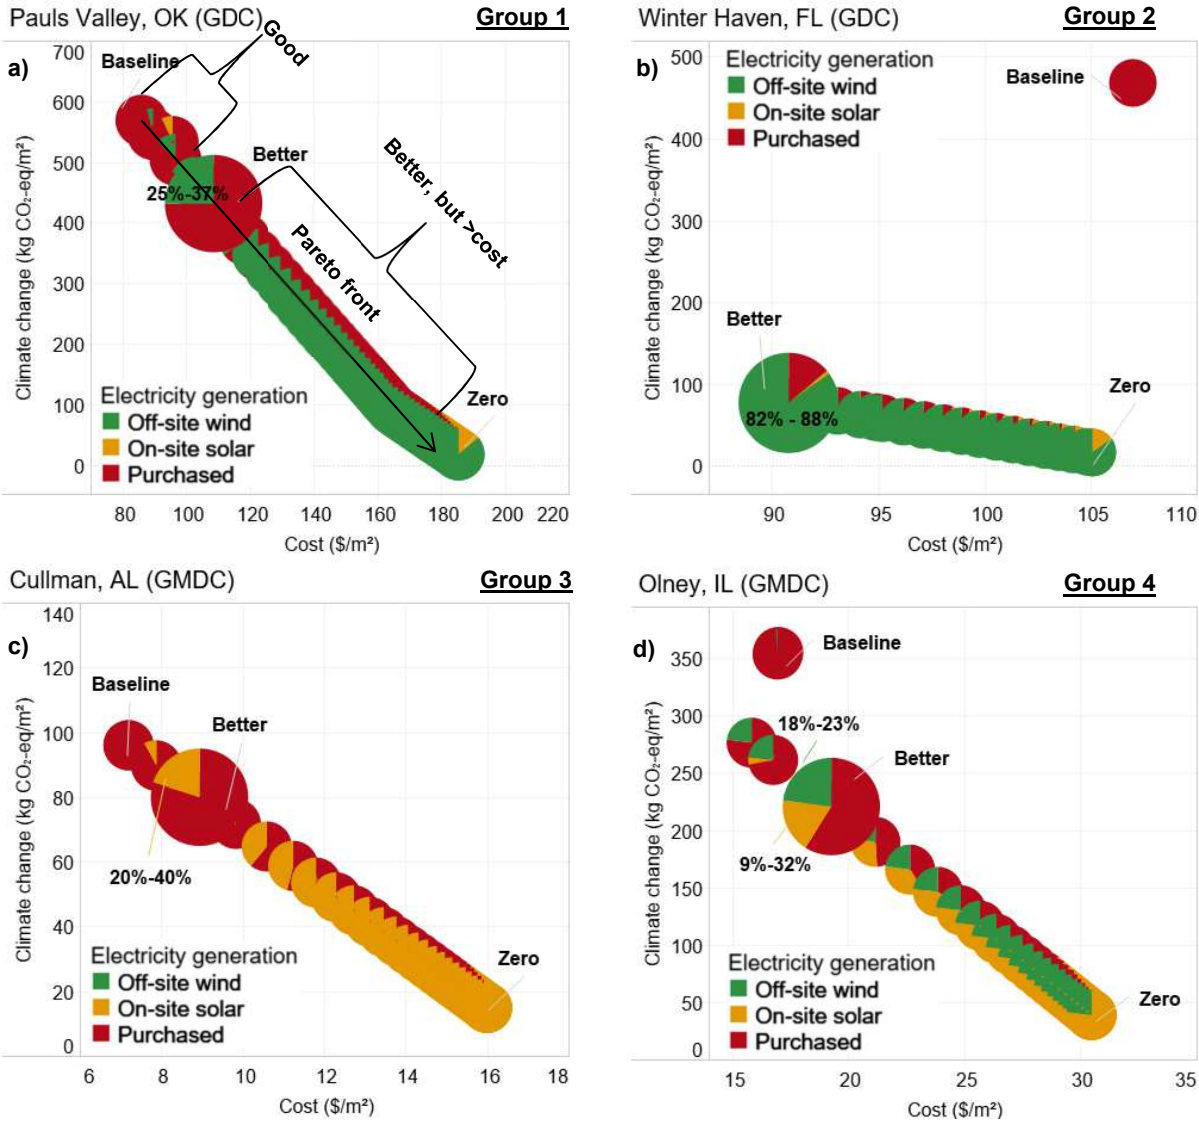 Pauls Valley, OK (GDC)
Group 1
a)
700
600
500
400
300
200
100
0
Climate change (kg CO₂-eq/m²)
Baseline
Good
Better
25%-37%
Better, but >cost
Pareto front
Zero
Electricity generation
Off-site wind
On-site solar
Purchased
80
100
120
140
160
180
200
220
Cost ($/m²)
Winter Haven, FL (GDC)
Group 2
b)
500
400
300
200
100
0
Climate change (kg CO₂-eq/m²)
Electricity generation
Off-site wind
On-site solar
Purchased
Baseline
Better
82% - 88%
Zero
90
95
100
105
110
Cost ($/m²)
Cullman, AL (GMDC)
Group 3
c)
140
120
100
80
60
40
20
0
Climate change (kg CO₂-eq/m²)
Baseline
Better
20%-40%
Zero
Electricity generation
Off-site wind
On-site solar
Purchased
6
8
10
12
14
16
18
Cost ($/m²)
Olney, IL (GMDC)
Group 4
d)
350
300
250
200
150
100
50
0
Climate change (kg CO₂-eq/m²)
Baseline
18%-23%
Better
9%-32%
Zero
Electricity generation
Off-site wind
On-site solar
Purchased
15
20
25
30
35
Cost ($/m²)